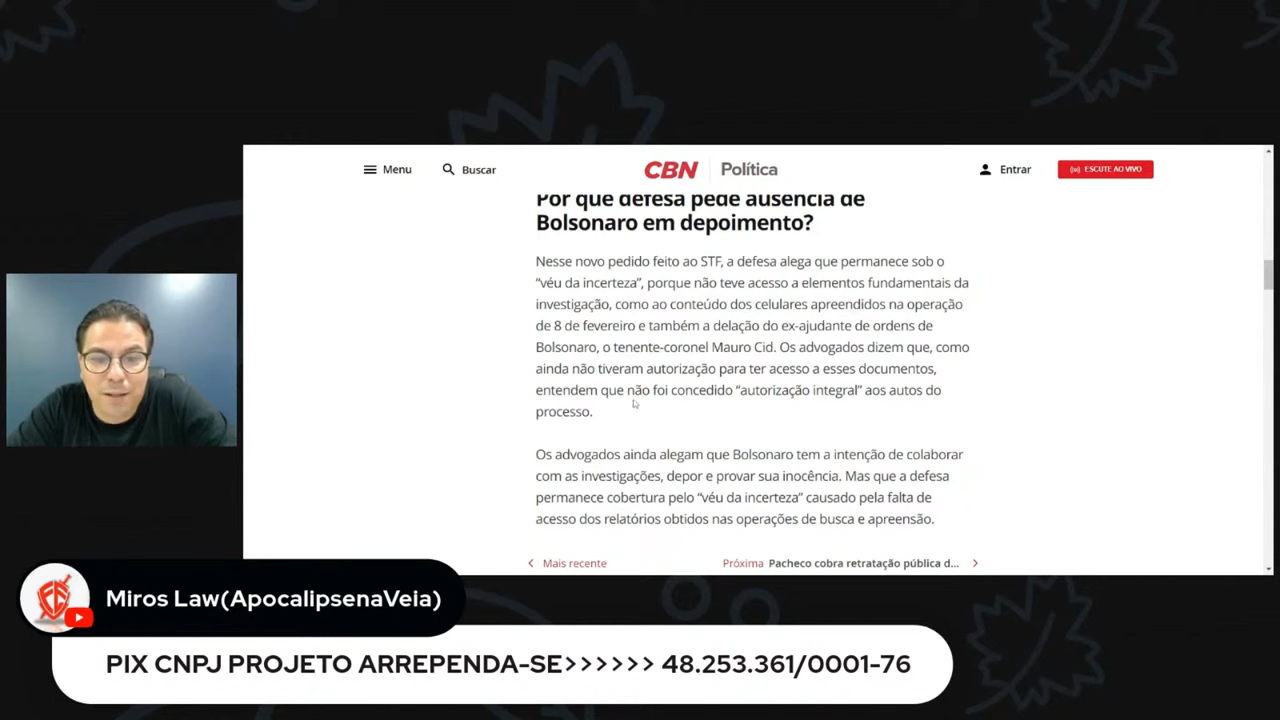 Menu
Buscar
CBN
Política
Entrar
ESCUTE AO VIVO
Por que defesa pede ausência de
Bolsonaro em depoimento?
Nesse novo pedido feito ao STF, a defesa alega que permanece sob o
“véu da incerteza”, porque não teve acesso a elementos fundamentais da
investigação, como ao conteúdo dos celulares apreendidos na operação
de 8 de fevereiro e também a delação do ex-ajudante de ordens de
Bolsonaro, o tenente-coronel Mauro Cid. Os advogados dizem que, como
ainda não tiveram autorização para ter acesso a esses documentos,
entendem que não foi concedido “autorização integral” aos autos do
processo.
Os advogados ainda alegam que Bolsonaro tem a intenção de colaborar
com as investigações, depor e provar sua inocência. Mas que a defesa
permanece cobertura pelo “véu da incerteza” causado pela falta de
acesso dos relatórios obtidos nas operações de busca e apreensão.
Mais recente
Próxima Pacheco cobra retratação pública d...
Miros Law(ApocalipsenaVeia)
PIX CNPJ PROJETO ARREPENDA-SE>>>>>> 48.253.361/0001-76